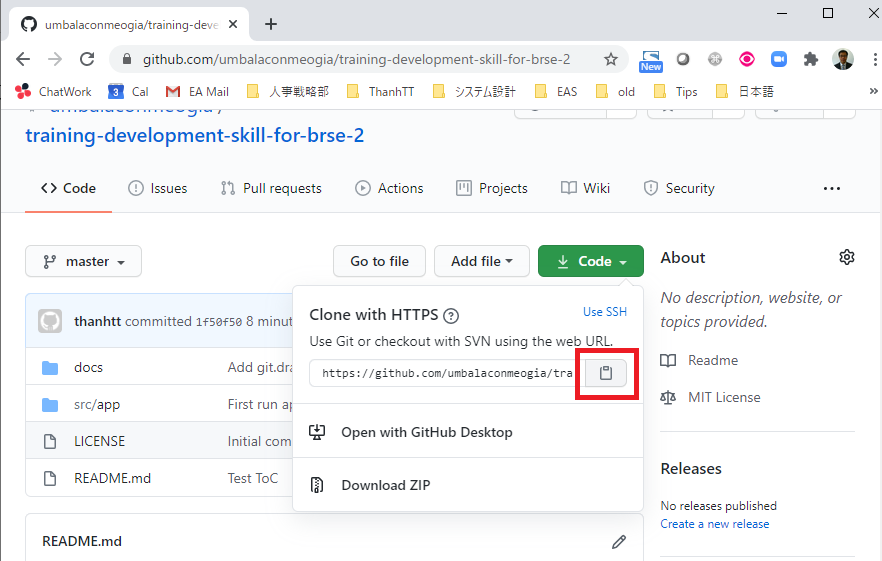 umbalaconmeogia/training-deve
github.com/umbalaconmeogia/training-development-skill-for-brse-2
New
ChatWork
3 Cal
EA Mail
人事戦略部
ThanhTT
システム設計
EAS
old
Tips
日本語
»
umbalaconmeogia /
training-development-skill-for-brse-2
Code
Issues
Pull requests
Actions
Projects
Wiki
Security
master
Go to file
Add file
Code
About
No description, website, or
topics provided.
Readme
MIT License
Clone with HTTPS
Use SSH
Use Git or checkout with SVN using the web URL.
https://github.com/umbalaconmeogia/tra
Open with GitHub Desktop
Download ZIP
thanhtt committed 1f50f50 8 minut
docs
Add git.dra
src/app
First run ap
LICENSE
Initial com
README.md
Test ToC
Releases
No releases published
Create a new release
README.md